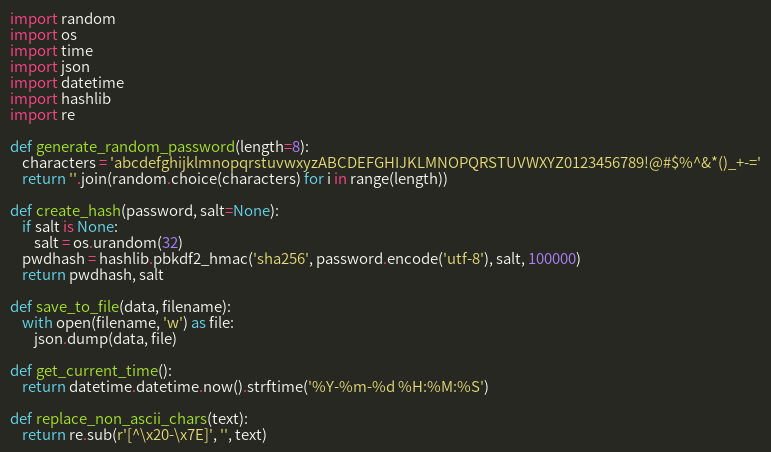 import random
import os
import time
import json
import datetime
import hashlib
import re

def generate_random_password(length=8):
    characters = 'abcdefghijklmnopqrstuvwxyzABCDEFGHIJKLMNOPQRSTUVWXYZ0123456789!@#$%^&*()_+-='
    return ''.join(random.choice(characters) for i in range(length))

def create_hash(password, salt=None):
    if salt is None:
        salt = os.urandom(32)
    pwdhash = hashlib.pbkdf2_hmac('sha256', password.encode('utf-8'), salt, 100000)
    return pwdhash, salt

def save_to_file(data, filename):
    with open(filename, 'w') as file:
        json.dump(data, file)

def get_current_time():
    return datetime.datetime.now().strftime('%Y-%m-%d %H:%M:%S')

def replace_non_ascii_chars(text):
    return re.sub(r'[^\x20-\x7E]', '', text)